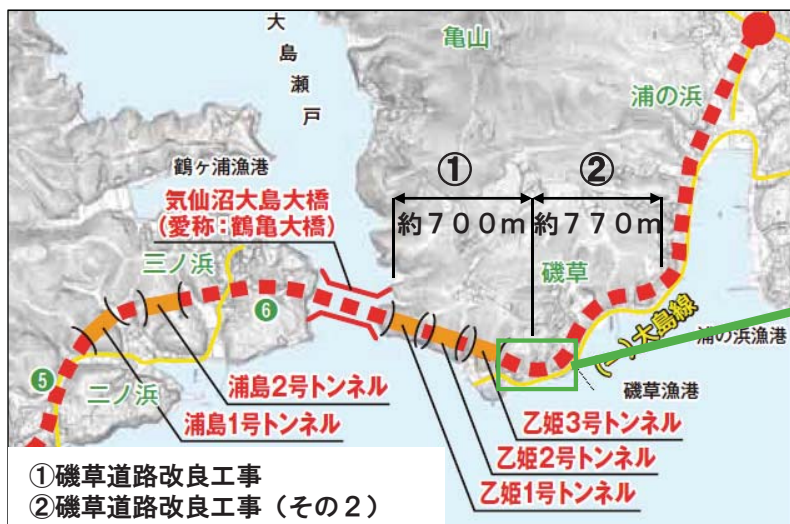 大島瀬戸
亀山
浦の浜
鶴ヶ浦漁港
①
②
気仙沼大島大橋
(愛称:鶴亀大橋)
約700m
約770m
三ノ浜
磯草
6
(一)大島線
浦の浜漁港
5
二ノ浜
浦島2号トンネル
浦島1号トンネル
磯草漁港
乙姫3号トンネル
乙姫2号トンネル
乙姫1号トンネル
①磯草道路改良工事
②磯草道路改良工事(その2)